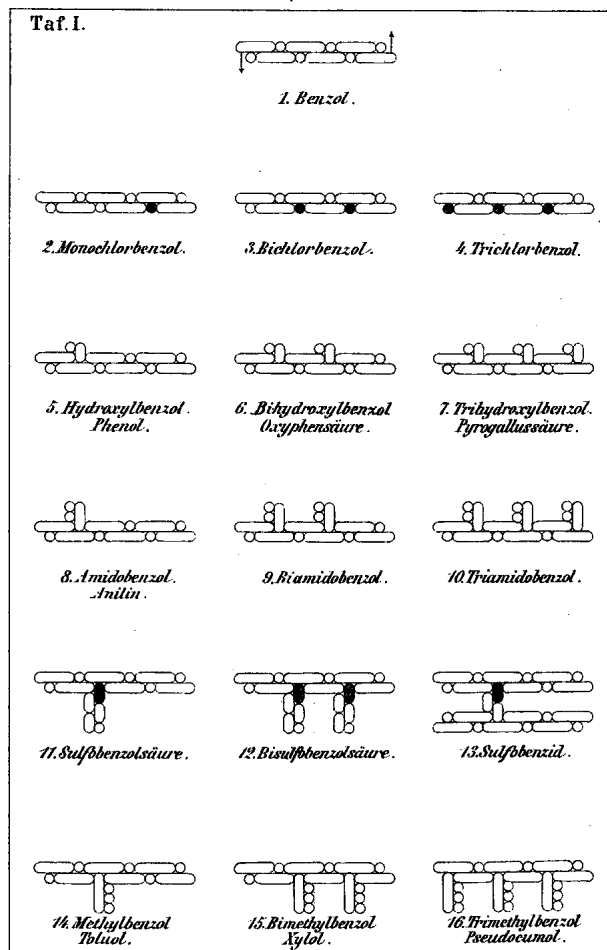 Taf. I.
1. Benzol.
2. Monochlorbenzol.
3. Bichlorbenzol.
4. Trichlorbenzol.
5. Hydroxylbenzol
Phenol.
6. Bihydroxylbenzol
Oxyphensäure.
7. Trihydroxylbenzol.
Pyrogallussäure.
8. Amidobenzol.
Anilin.
9. Biamidobenzol.
10. Triamidobenzol.
11. Sulfobenzolsäure.
12. Bisulfobenzolsäure.
13. Sulfobenzid.
14. Methylbenzol
Toluol.
15. Bimethylbenzol
Xylol.
16. Trimethylbenzol
Pseudocumol.